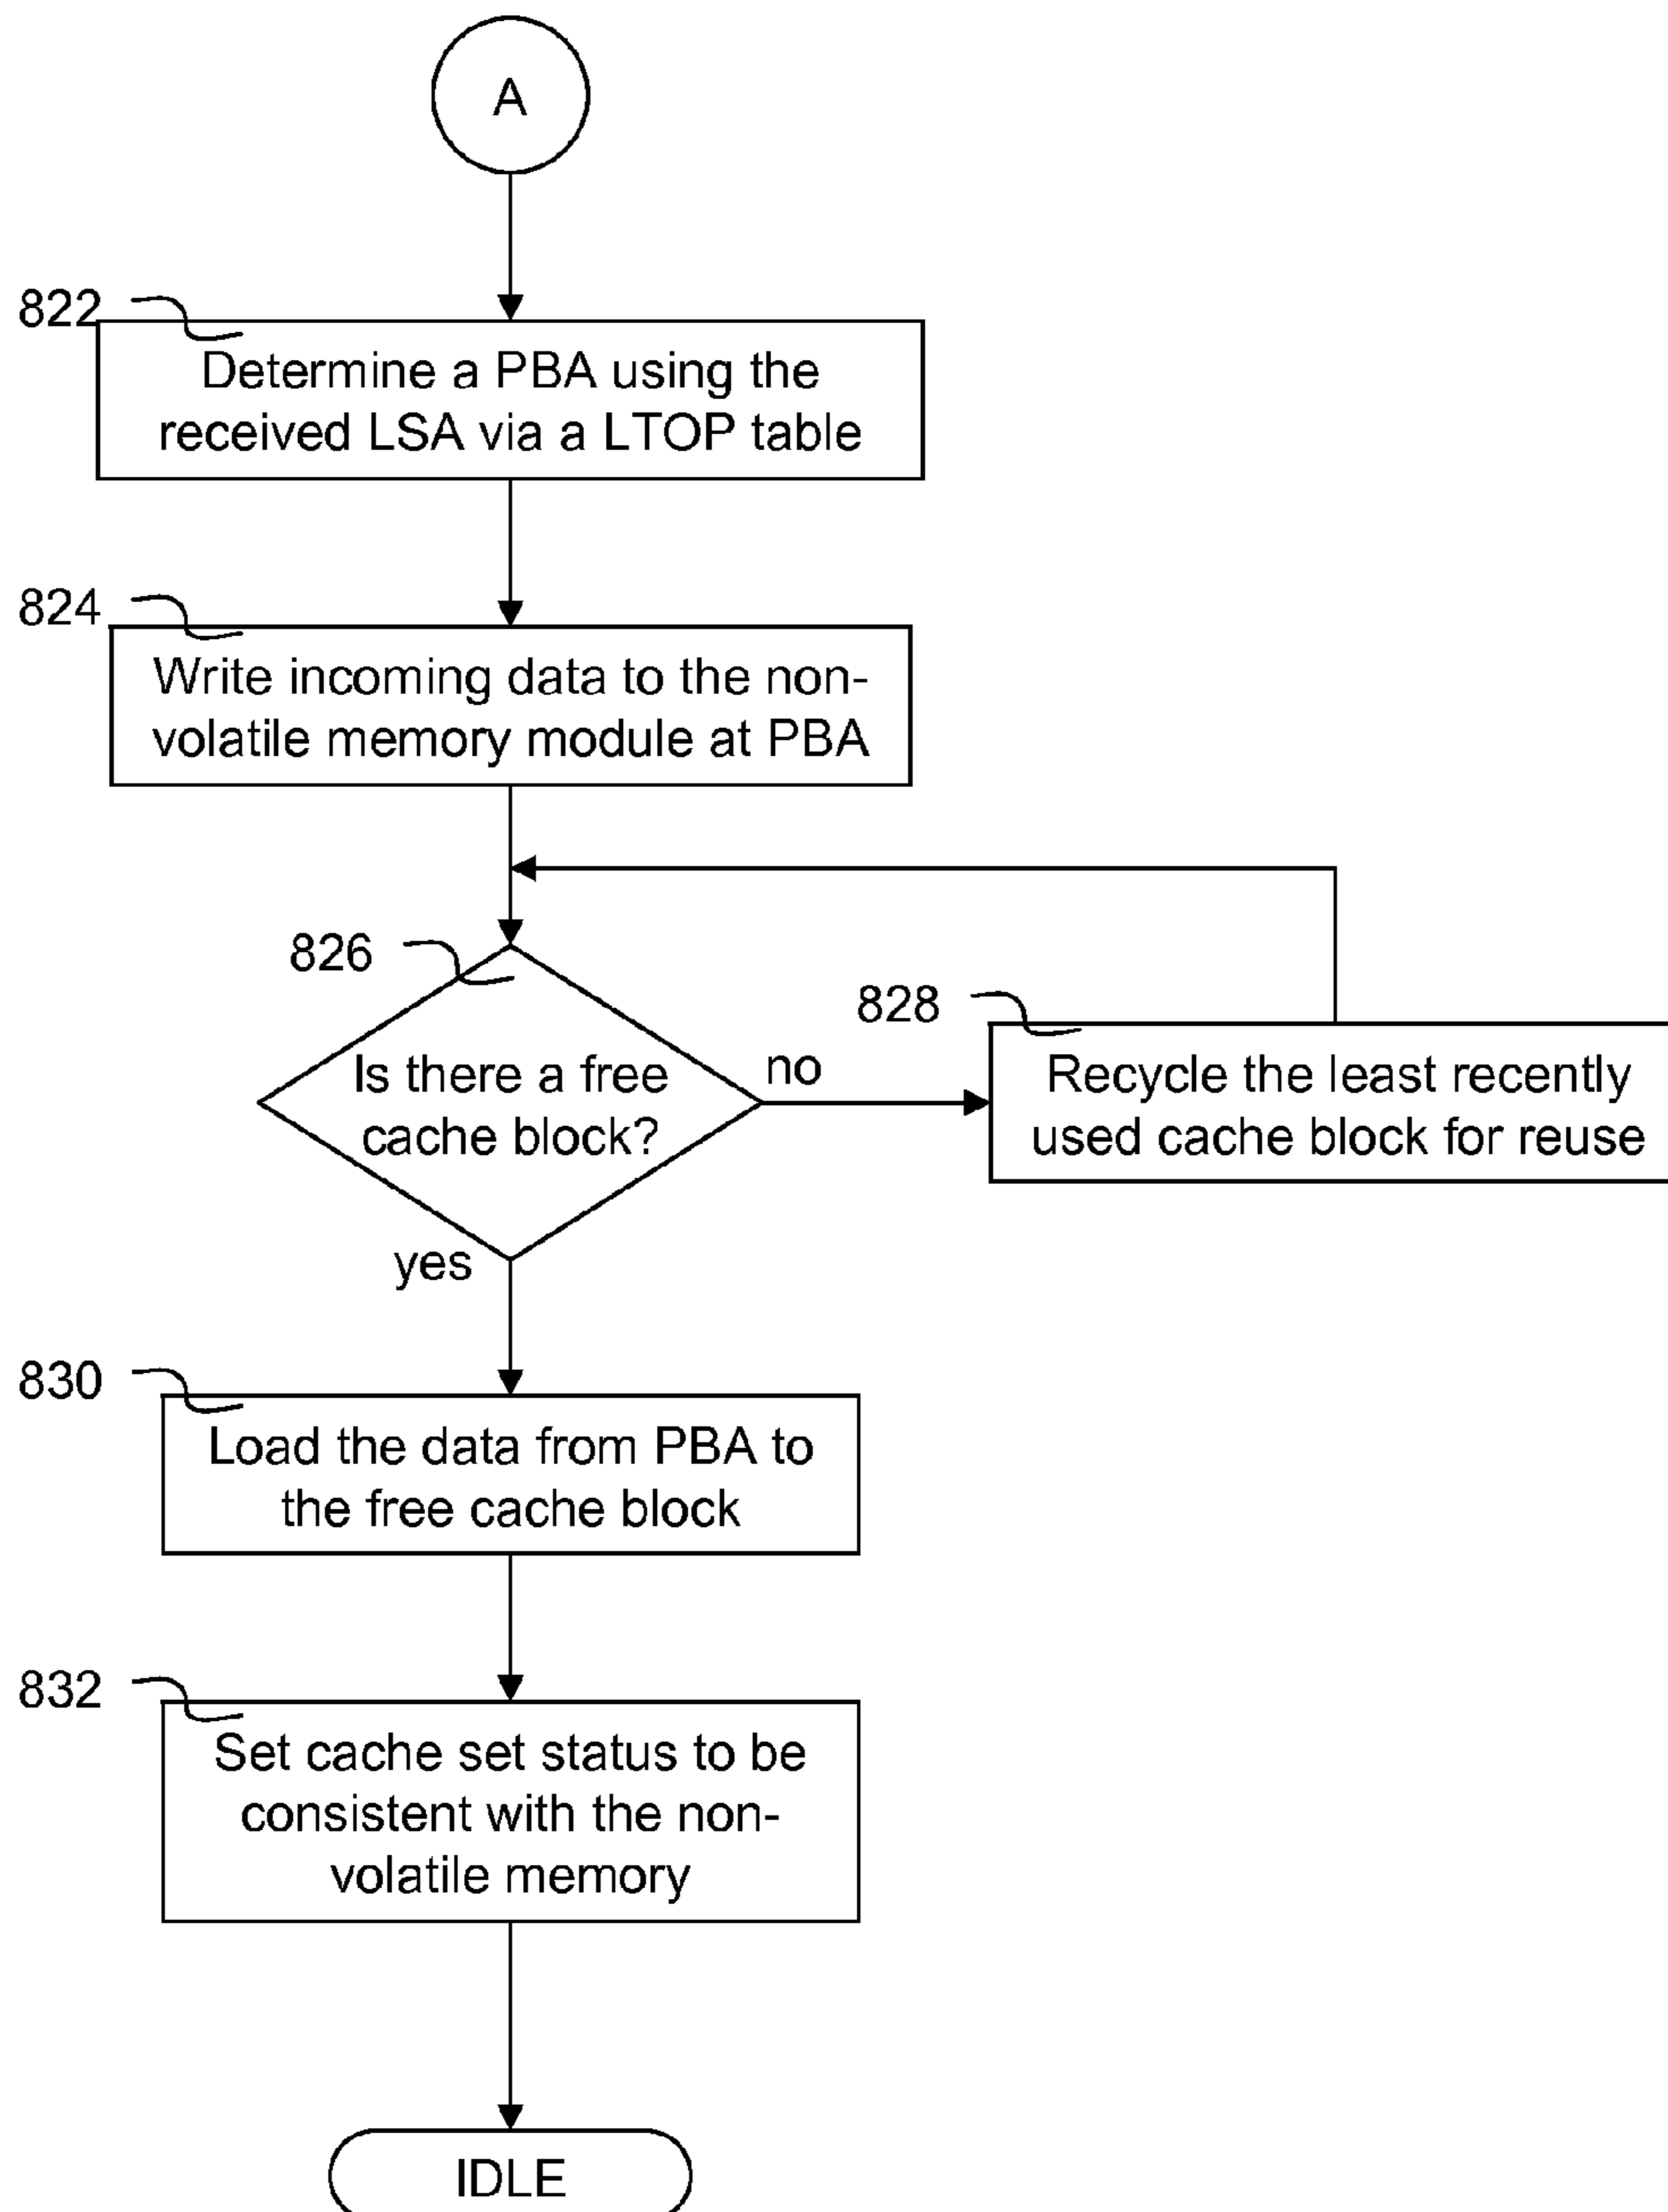 A
822
Determine a PBA using the
received LSA via a LTOP table
824
Write incoming data to the non-
volatile memory module at PBA
826
Is there a free
cache block?
no
828
Recycle the least recently
used cache block for reuse
yes
830
Load the data from PBA to
the free cache block
832
Set cache set status to be
consistent with the non-
volatile memory
IDLE